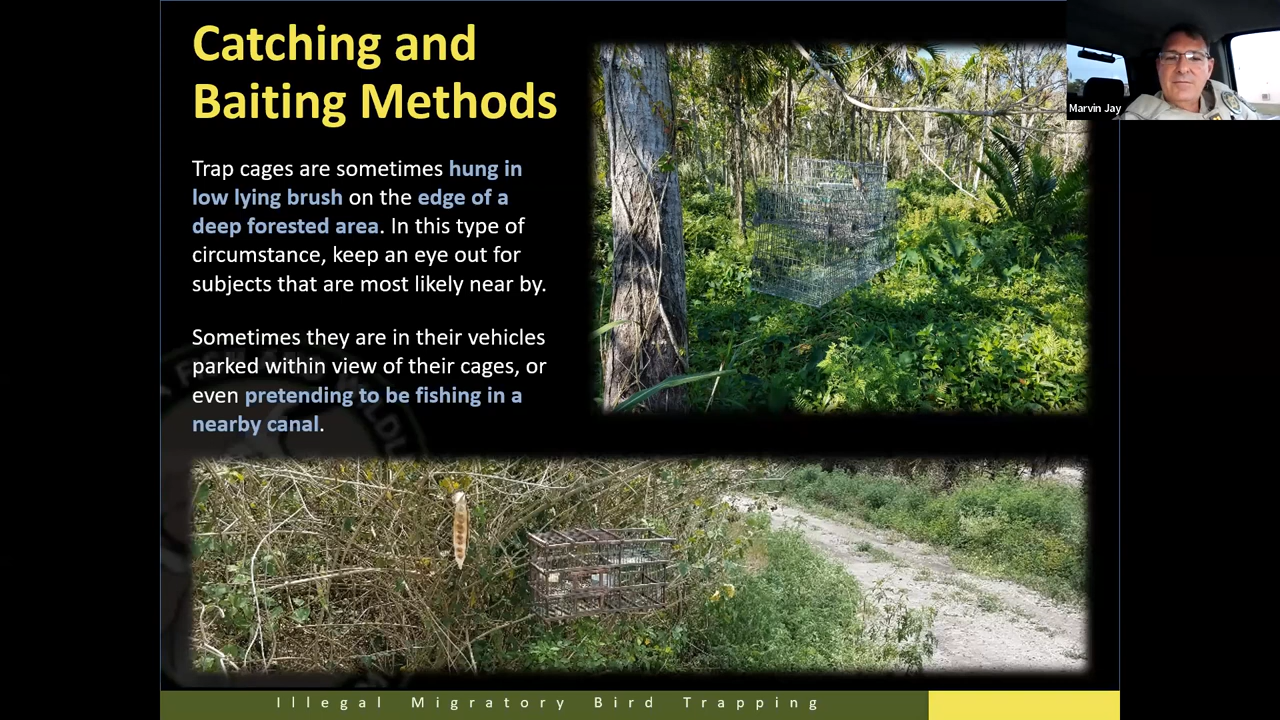 Catching and
Baiting Methods
Marvin Jay
Trap cages are sometimes hung in
low lying brush on the edge of a
deep forested area. In this type of
circumstance, keep an eye out for
subjects that are most likely near by.
Sometimes they are in their vehicles
parked within view of their cages, or
even pretending to be fishing in a
nearby canal.
Illegal Migratory Bird Trapping